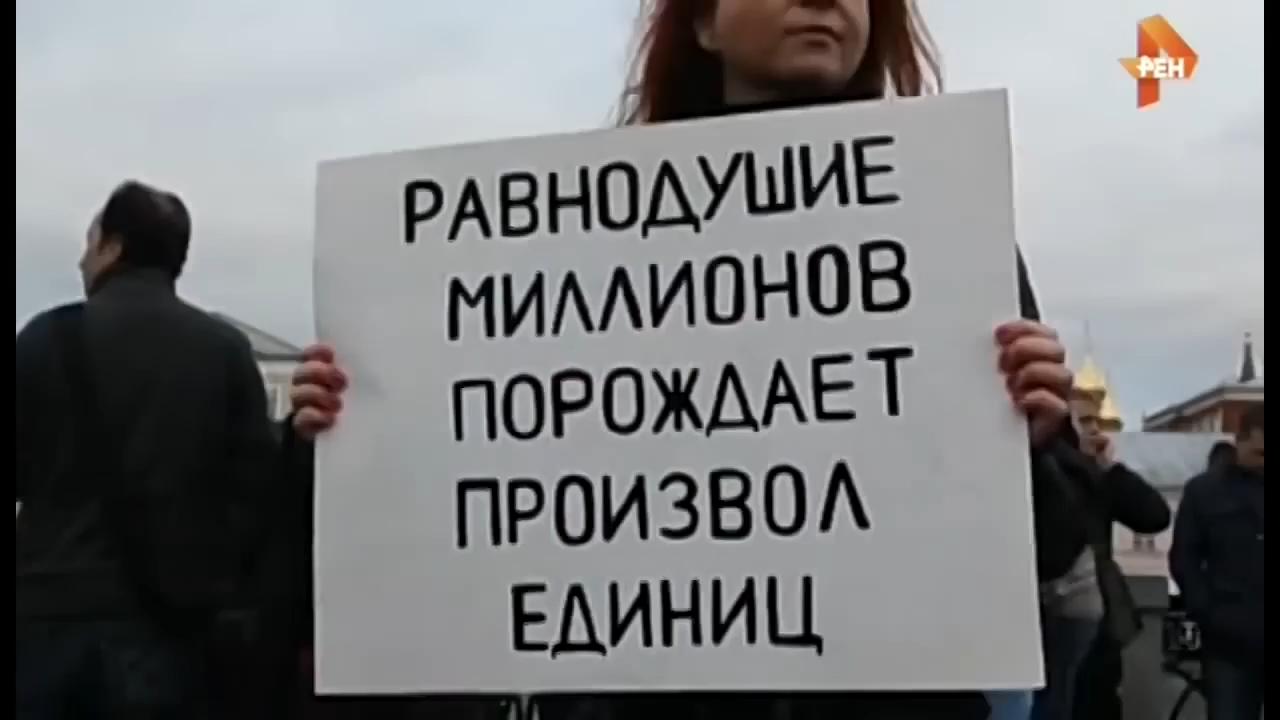 РЕН
РАВНОДУШИЕ
МИЛЛИОНОВ
ПОРОЖДАЕТ
ПРОИЗВОЛ
ЕДИНИЦ